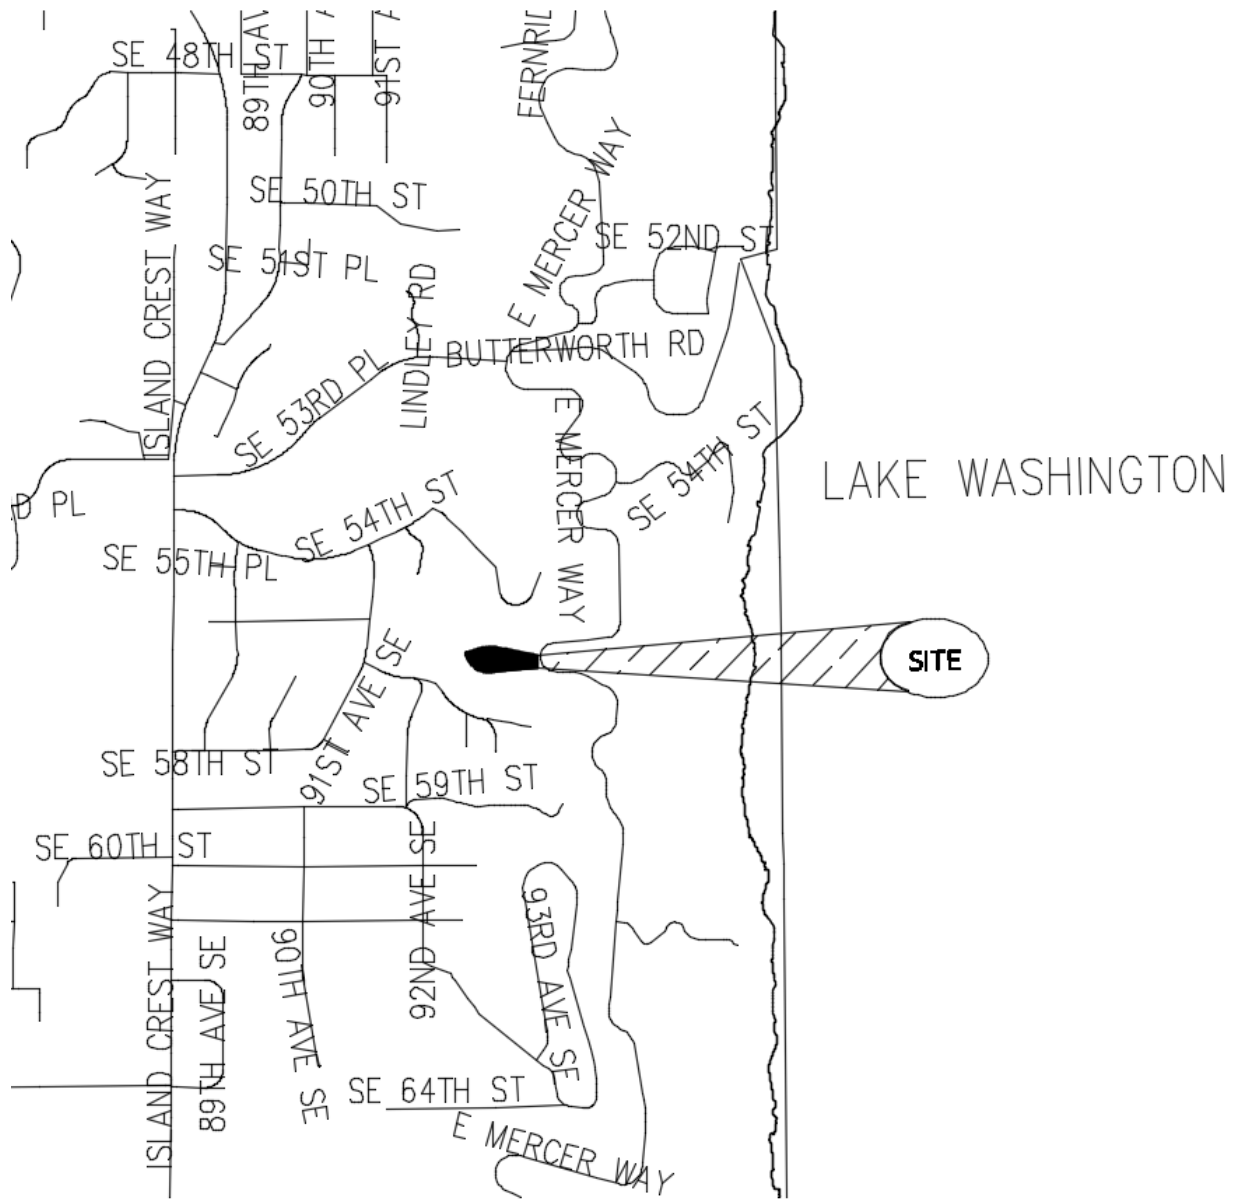 SE 48TH ST
89TH AV
90TH A
91ST A
FERNRID
E MERCER WAY
ISLAND CREST WAY
SE 50TH ST
SE 52ND ST
SE 51ST PL
LINDLEY RD
BUTTERWORTH RD
SE 53RD PL
E MERCER WAY
SE 54TH ST
LAKE WASHINGTON
D PL
SE 54TH ST
SE 55TH PL
SITE
91ST AVE SE
SE 58TH ST
SE 59TH ST
SE 60TH ST
ISLAND CREST WAY
89TH AVE SE
90TH AVE SE
92ND AVE SE
93RD AVE SE
SE 64TH ST
E MERCER WAY